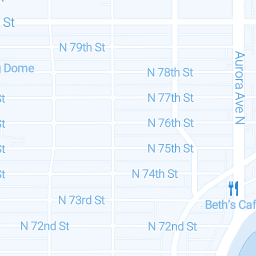 St
N 79th St
Dome
N 78th St
Aurora Ave N
N 77th St
St
N 76th St
St
N 75th St
St
N 74th St
St
N 73rd St
Beth's Caf
N 72nd St
N 72nd St